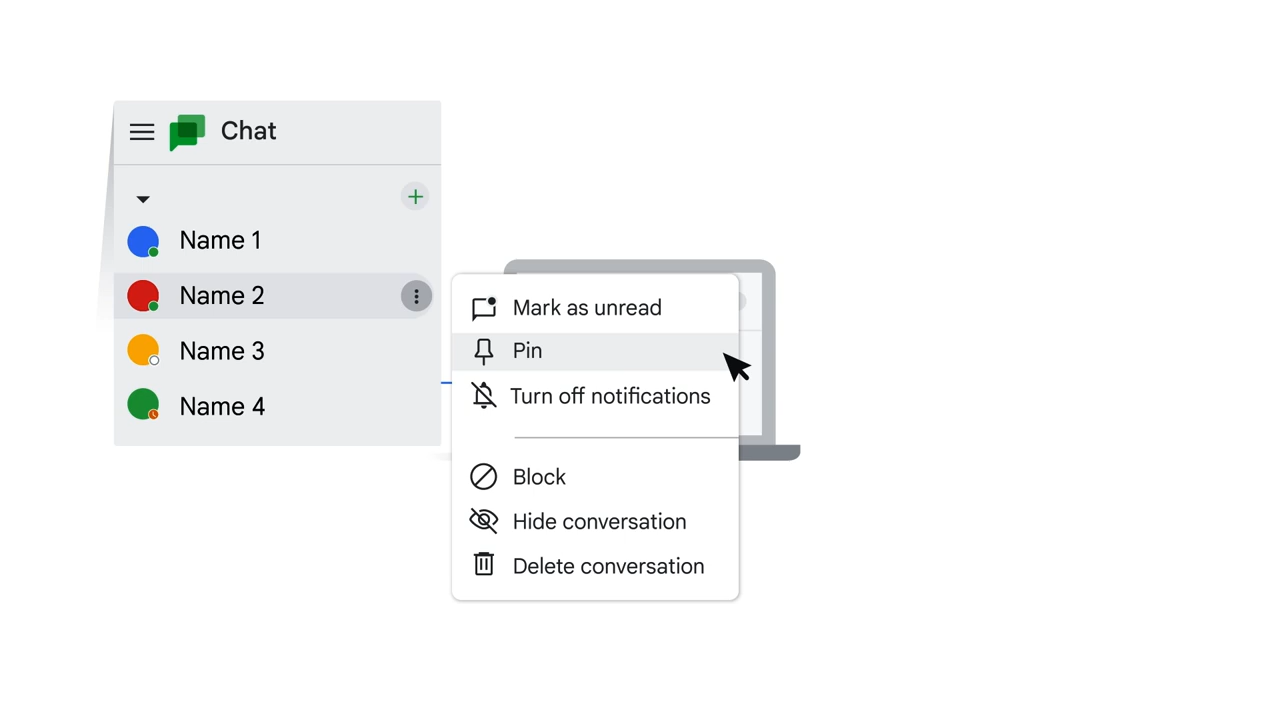 Chat
Name 1
Name 2
Name 3
Name 4
Mark as unread
Pin
Turn off notifications
Block
Hide conversation
Delete conversation